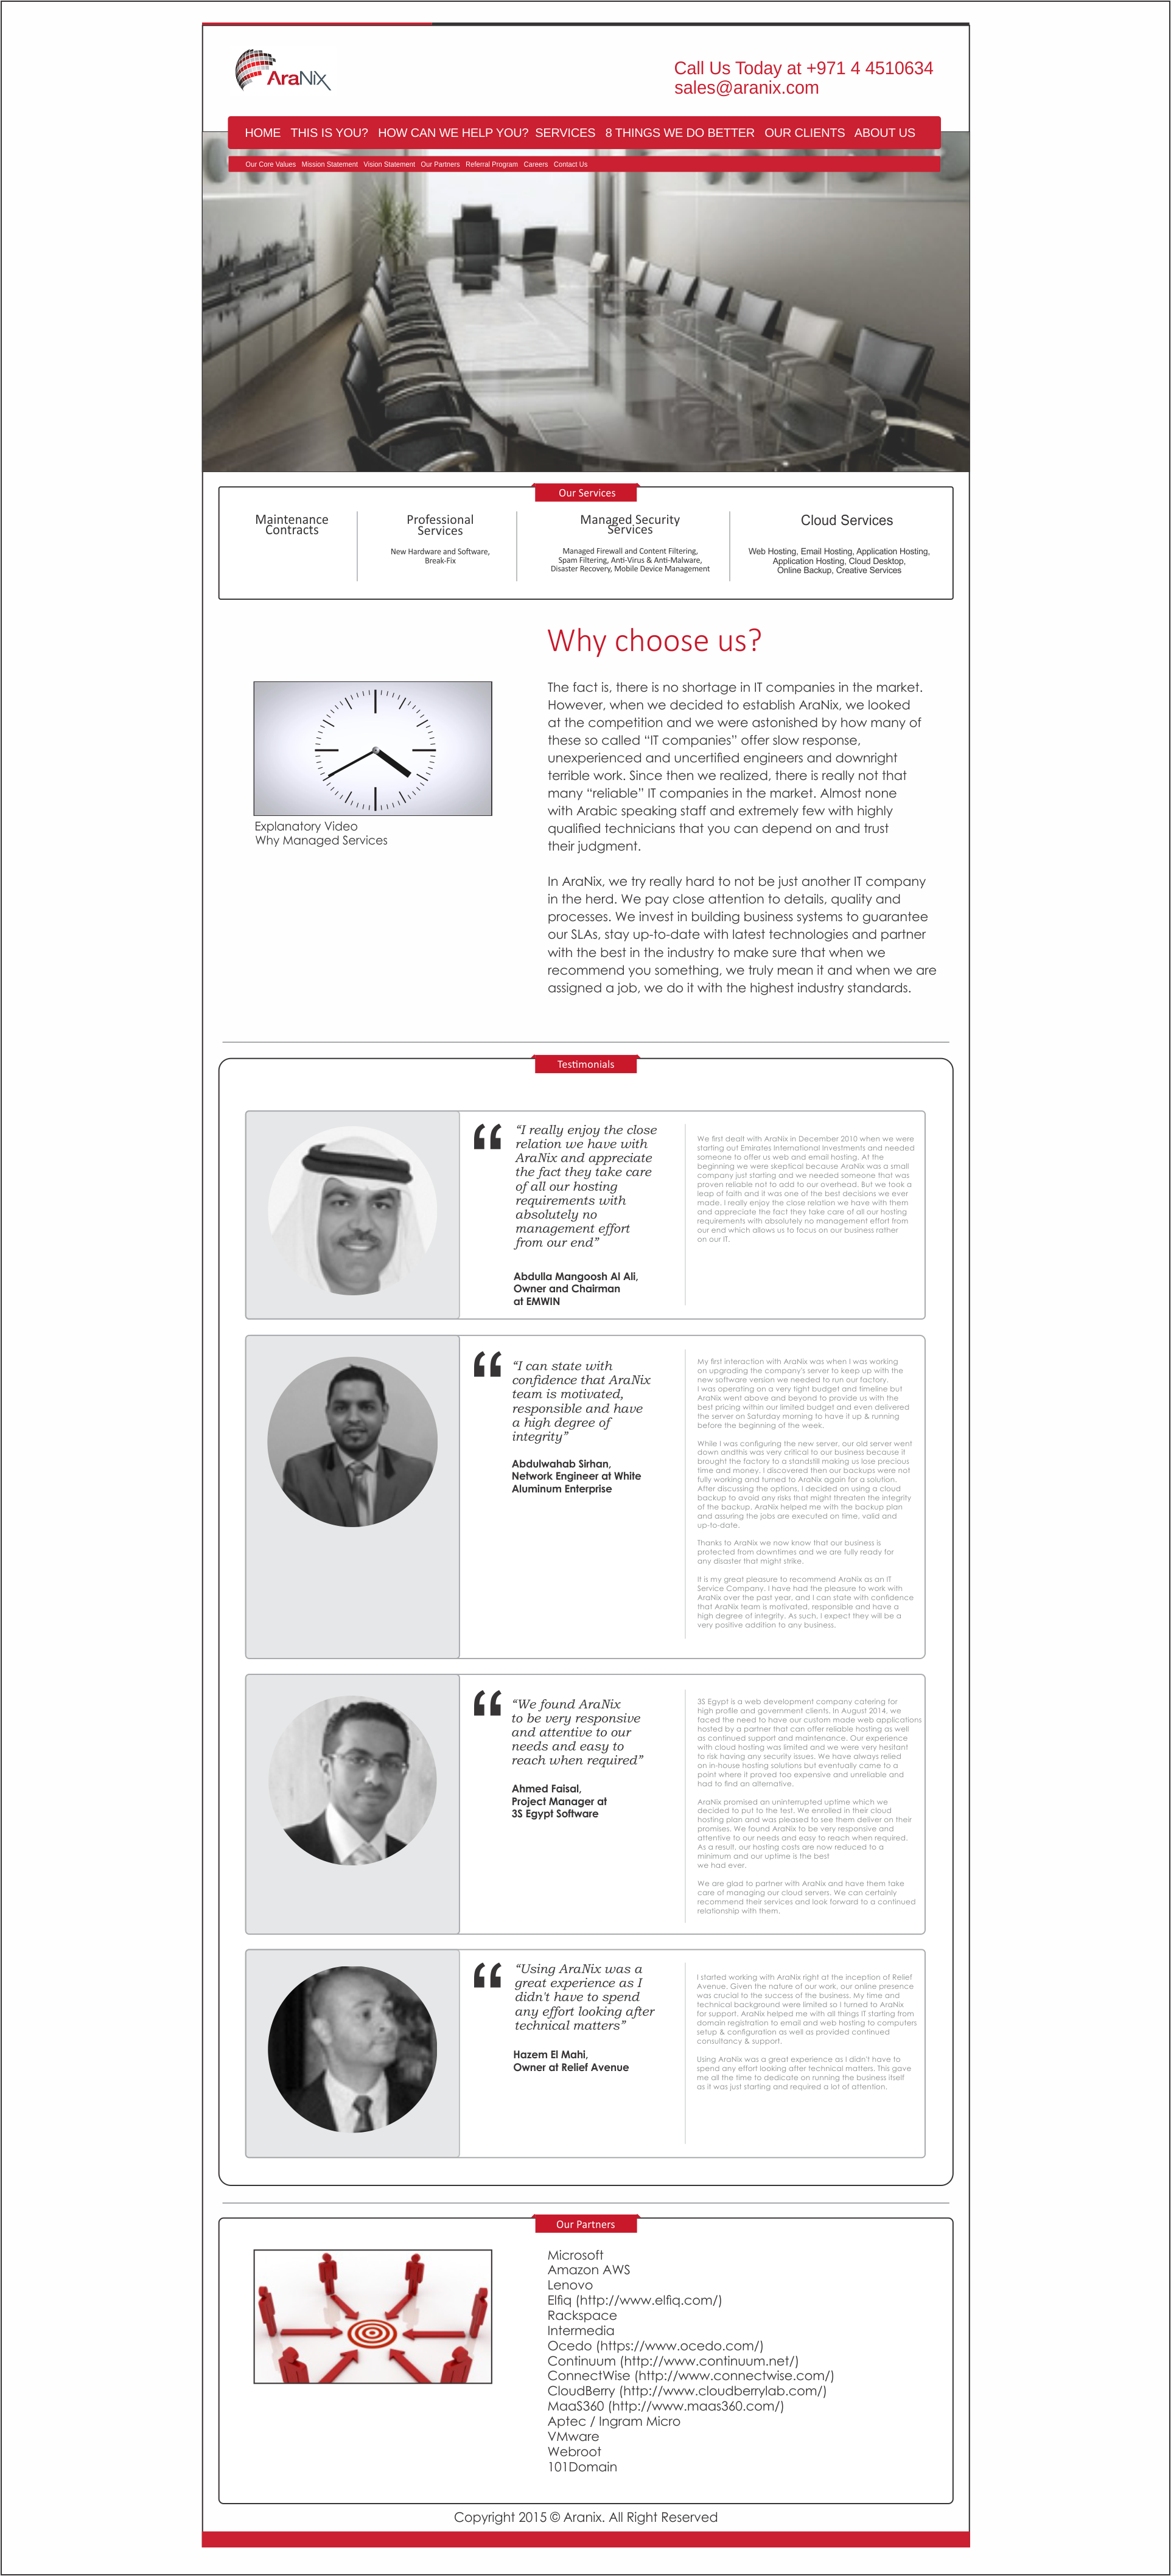 AraNix
Call Us Today at +971 4 4510634
sales@aranix.com
HOME THIS IS YOU? HOW CAN WE HELP YOU? SERVICES 8 THINGS WE DO BETTER OUR CLIENTS ABOUT US
Our Core Values Mission Statement Vision Statement Our Partners Referral Program Careers Contact Us
Our Services
Maintenance
Contracts
Professional
Services
New Hardware and Software,
Break-Fix
Managed Security
Services
Managed Firewall and Content Filtering,
Spam Filtering, Anti-Virus & Anti-Malware,
Disaster Recovery, Mobile Device Management
Cloud Services
Web Hosting, Email Hosting, Application Hosting,
Application Hosting, Cloud Desktop,
Online Backup, Creative Services
Why choose us?
Explanatory Video
Why Managed Services
The fact is, there is no shortage in IT companies in the market.
However, when we decided to establish AraNix, we looked
at the competition and we were astonished by how many of
these so called “IT companies” offer slow response,
unexperienced and uncertified engineers and downright
terrible work. Since then we realized, there is really not that
many “reliable” IT companies in the market. Almost none
with Arabic speaking staff and extremely few with highly
qualified technicians that you can depend on and trust
their judgment.
In AraNix, we try really hard to not be just another IT company
in the herd. We pay close attention to details, quality and
processes. We invest in building business systems to guarantee
our SLAs, stay up-to-date with latest technologies and partner
with the best in the industry to make sure that when we
recommend you something, we truly mean it and when we are
assigned a job, we do it with the highest industry standards.
Testimonials
“I really enjoy the close
relation we have with
AraNix and appreciate
the fact they take care
of all our hosting
requirements with
absolutely no
management effort
from our end”
Abdulla Mangoosh Al Ali,
Owner and Chairman
at EMWIN
We first dealt with AraNix in December 2010 when we were
starting out Emirates International Investments and needed
someone to offer us web and email hosting. At the
beginning we were skeptical because AraNix was a small
company just starting and we needed someone that was
proven reliable not to add to our overhead. But we took a
leap of faith and it was one of the best decisions we ever
made. I really enjoy the close relation we have with them
and appreciate the fact they take care of all our hosting
requirements with absolutely no management effort from
our end which allows us to focus on our business rather
on our IT.
“I can state with
confidence that AraNix
team is motivated,
responsible and have
a high degree of
integrity”
Abdulwahab Sirhan,
Network Engineer at White
Aluminum Enterprise
My first interaction with AraNix was when I was working
on upgrading the company's server to keep up with the
new software version we needed to run our factory.
I was operating on a very tight budget and timeline but
AraNix went above and beyond to provide us with the
best pricing within our limited budget and even delivered
the server on Saturday morning to have it up & running
before the beginning of the week.
While I was configuring the new server, our old server went
down andthis was very critical to our business because it
brought the factory to a standstill making us lose precious
time and money. I discovered then our backups were not
fully working and turned to AraNix again for a solution.
After discussing the options, I decided on using a cloud
backup to avoid any risks that might threaten the integrity
of the backup. AraNix helped me with the backup plan
and assuring the jobs are executed on time, valid and
up-to-date.
Thanks to AraNix we now know that our business is
protected from downtimes and we are fully ready for
any disaster that might strike.
It is my great pleasure to recommend AraNix as an IT
Service Company. I have had the pleasure to work with
AraNix over the past year, and I can state with confidence
that AraNix team is motivated, responsible and have a
high degree of integrity. As such, I expect they will be a
very positive addition to any business.
“We found AraNix
to be very responsive
and attentive to our
needs and easy to
reach when required”
Ahmed Faisal,
Project Manager at
3S Egypt Software
3S Egypt is a web development company catering for
high profile and government clients. In August 2014, we
faced the need to have our custom made web applications
hosted by a partner that can offer reliable hosting as well
as continued support and maintenance. Our experience
with cloud hosting was limited and we were very hesitant
to risk having any security issues. We have always relied
on in-house hosting solutions but eventually came to a
point where it proved too expensive and unreliable and
had to find an alternative.
AraNix promised an uninterrupted uptime which we
decided to put to the test. We enrolled in their cloud
hosting plan and was pleased to see them deliver on their
promises. We found AraNix to be very responsive and
attentive to our needs and easy to reach when required.
As a result, our hosting costs are now reduced to a
minimum and our uptime is the best
we had ever.
We are glad to partner with AraNix and have them take
care of managing our cloud servers. We can certainly
recommend their services and look forward to a continued
relationship with them.
“Using AraNix was a
great experience as I
didn't have to spend
any effort looking after
technical matters”
Hazem El Mahi,
Owner at Relief Avenue
I started working with AraNix right at the inception of Relief
Avenue. Given the nature of our work, our online presence
was crucial to the success of the business. My time and
technical background were limited so I turned to AraNix
for support. AraNix helped me with all things IT starting from
domain registration to email and web hosting to computers
setup & configuration as well as provided continued
consultancy & support.
Using AraNix was a great experience as I didn't have to
spend any effort looking after technical matters. This gave
me all the time to dedicate on running the business itself
as it was just starting and required a lot of attention.
Our Partners
Microsoft
Amazon AWS
Lenovo
Elfiq (http://www.elfiq.com/)
Rackspace
Intermedia
Ocedo (https://www.ocedo.com/)
Continuum (http://www.continuum.net/)
ConnectWise (http://www.connectwise.com/)
CloudBerry (http://www.cloudberrylab.com/)
MaaS360 (http://www.maas360.com/)
Aptec / Ingram Micro
VMware
Webroot
101Domain
Copyright 2015 © Aranix. All Right Reserved